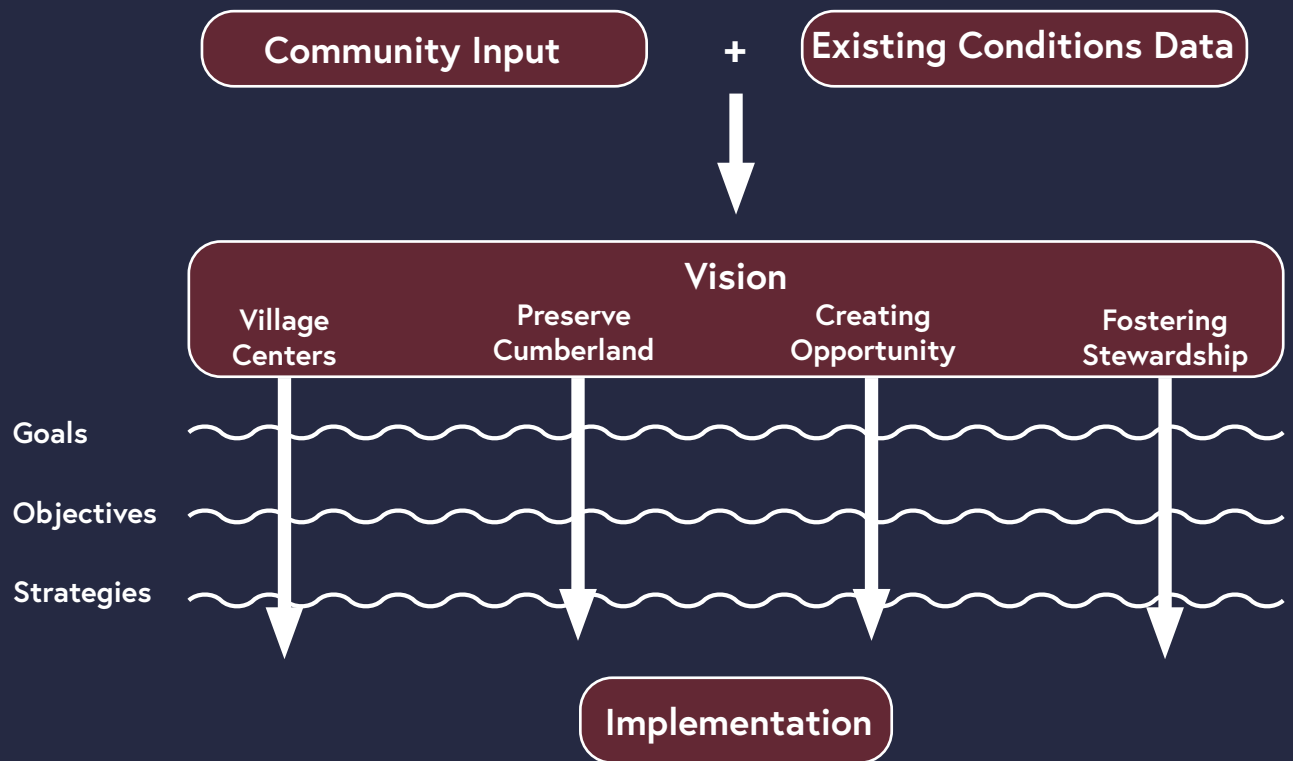 Community Input
+
Existing Conditions Data
Vision
Village
Centers
Preserve
Cumberland
Creating
Opportunity
Fostering
Stewardship
Goals
Objectives
Strategies
Implementation